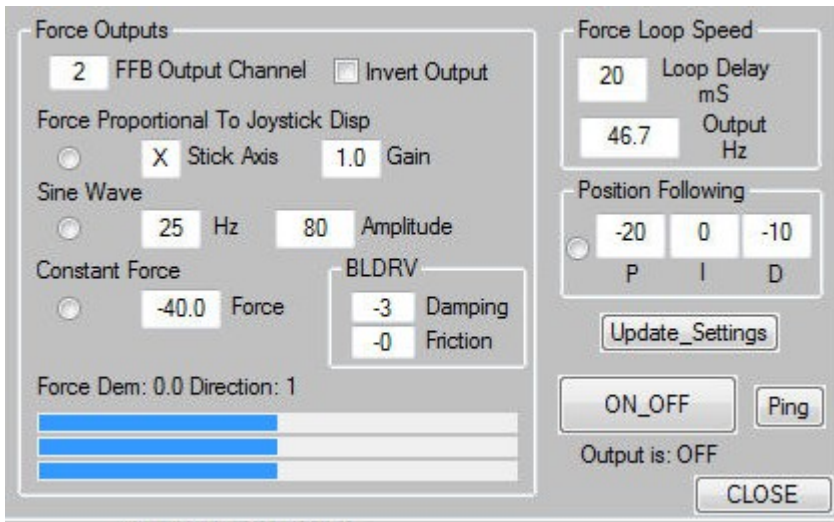 Force Outputs
2 FFB Output Channel Invert Output
Force Proportional To Joystick Disp
X Stick Axis 1.0 Gain
Sine Wave
25 Hz 80 Amplitude
Constant Force
-40.0 Force
BLDRV
-3 Damping
-0 Friction
Force Dem: 0.0 Direction: 1
Force Loop Speed
20 Loop Delay
mS
46.7 Output
Hz
Position Following
-20 0 -10
P I D
Update_Settings
ON_OFF Ping
Output is: OFF
CLOSE